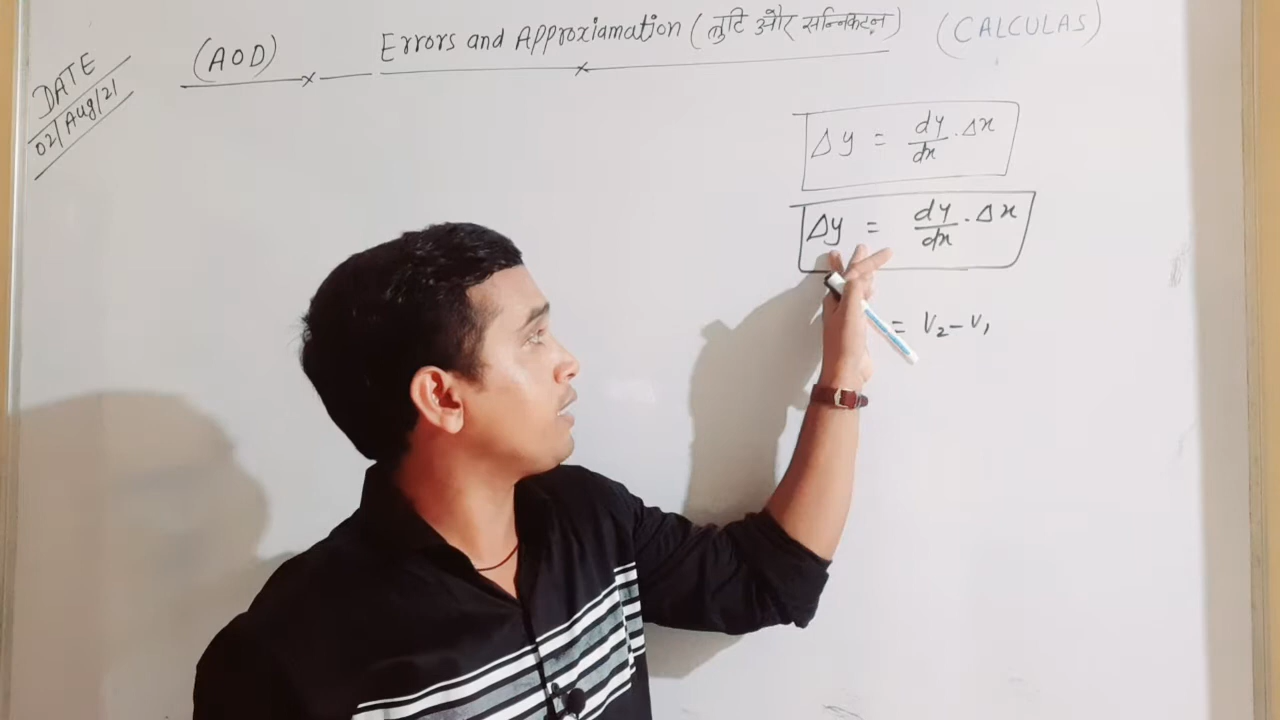 DATE
02/Aug/21
(AOD) Errors and Approxiamation (त्रुटि और सन्निकटन) (CALCULAS)
Δy = dy/dx . Δx
Δy = dy/dx . Δx
= V₂ - V₁